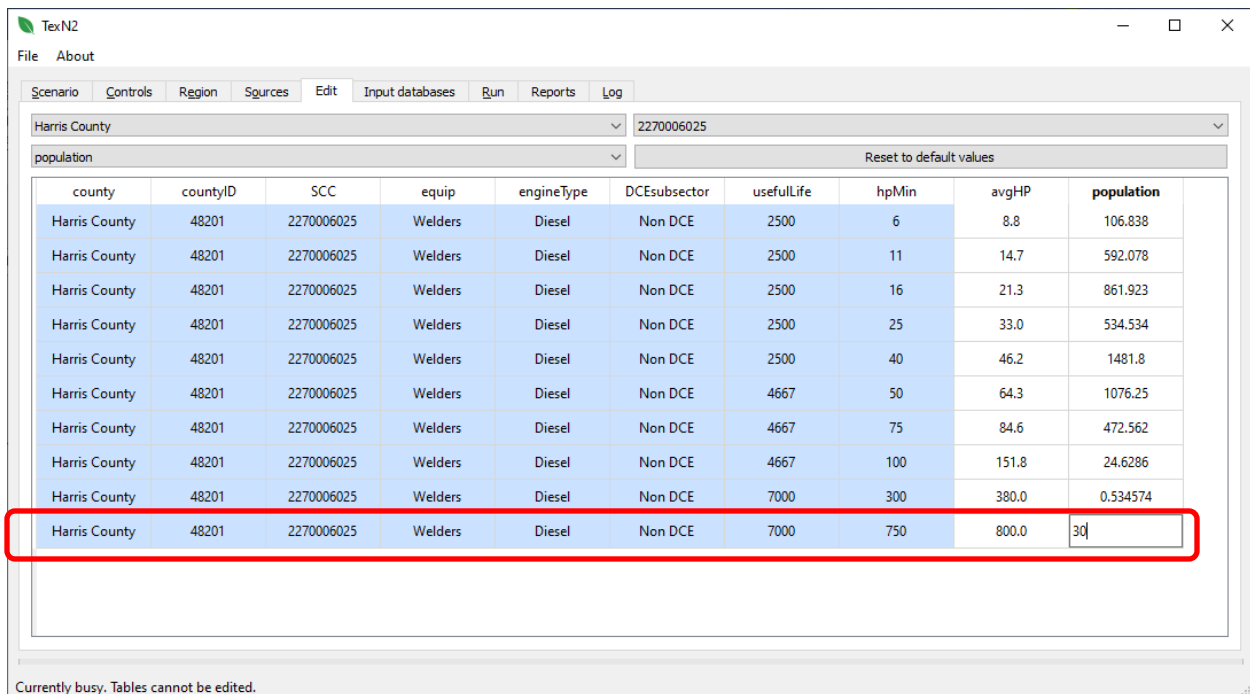 TexN2
File About
Scenario Controls Region Sources Edit Input databases Run Reports Log
Harris County 2270006025
population Reset to default values
county countyID SCC equip engineType DCEsubsector usefulLife hpMin avgHP population
Harris County 48201 2270006025 Welders Diesel Non DCE 2500 6 8.8 106.838
Harris County 48201 2270006025 Welders Diesel Non DCE 2500 11 14.7 592.078
Harris County 48201 2270006025 Welders Diesel Non DCE 2500 16 21.3 861.923
Harris County 48201 2270006025 Welders Diesel Non DCE 2500 25 33.0 534.534
Harris County 48201 2270006025 Welders Diesel Non DCE 2500 40 46.2 1481.8
Harris County 48201 2270006025 Welders Diesel Non DCE 4667 50 64.3 1076.25
Harris County 48201 2270006025 Welders Diesel Non DCE 4667 75 84.6 472.562
Harris County 48201 2270006025 Welders Diesel Non DCE 4667 100 151.8 24.6286
Harris County 48201 2270006025 Welders Diesel Non DCE 7000 300 380.0 0.534574
Harris County 48201 2270006025 Welders Diesel Non DCE 7000 750 800.0 30
Currently busy. Tables cannot be edited.